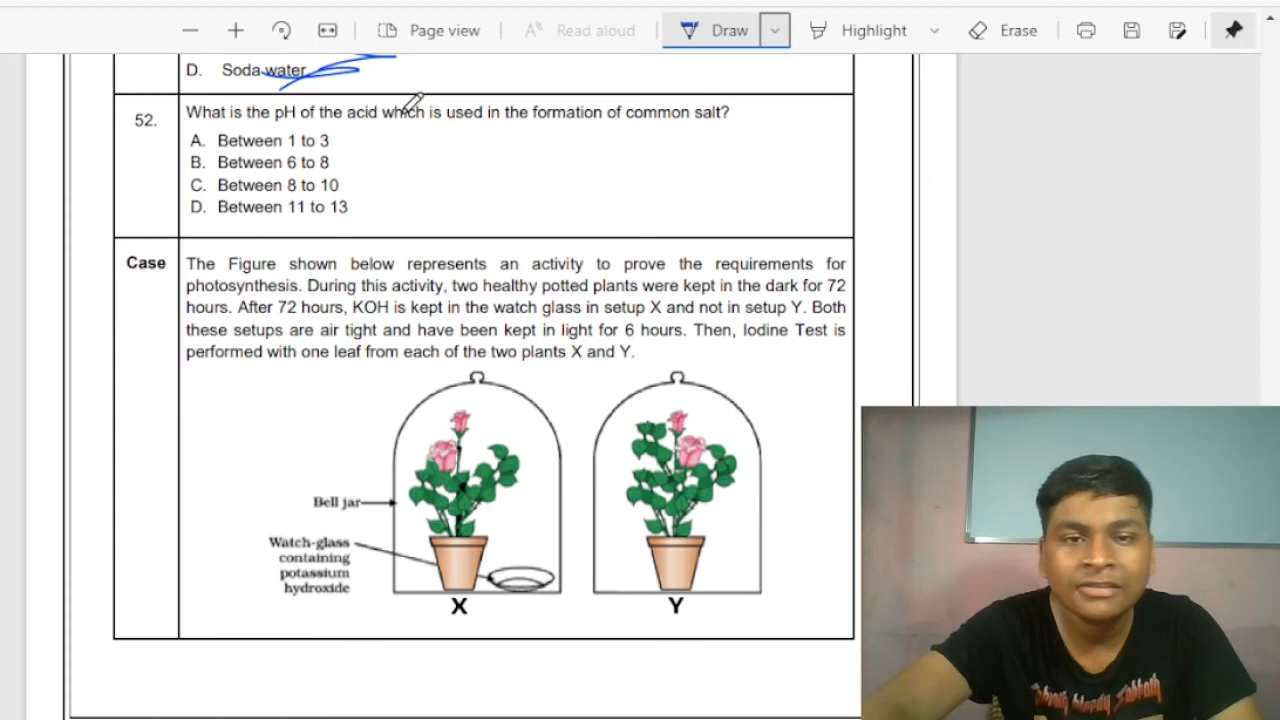 Page view
Read aloud
Draw
Highlight
Erase
D. Soda water
52.
What is the pH of the acid which is used in the formation of common salt?
A. Between 1 to 3
B. Between 6 to 8
C. Between 8 to 10
D. Between 11 to 13
Case
The Figure shown below represents an activity to prove the requirements for
photosynthesis. During this activity, two healthy potted plants were kept in the dark for 72
hours. After 72 hours, KOH is kept in the watch glass in setup X and not in setup Y. Both
these setups are air tight and have been kept in light for 6 hours. Then, Iodine Test is
performed with one leaf from each of the two plants X and Y.
Bell jar
Watch-glass
containing
potassium
hydroxide
X
Y
bloody Sabbath